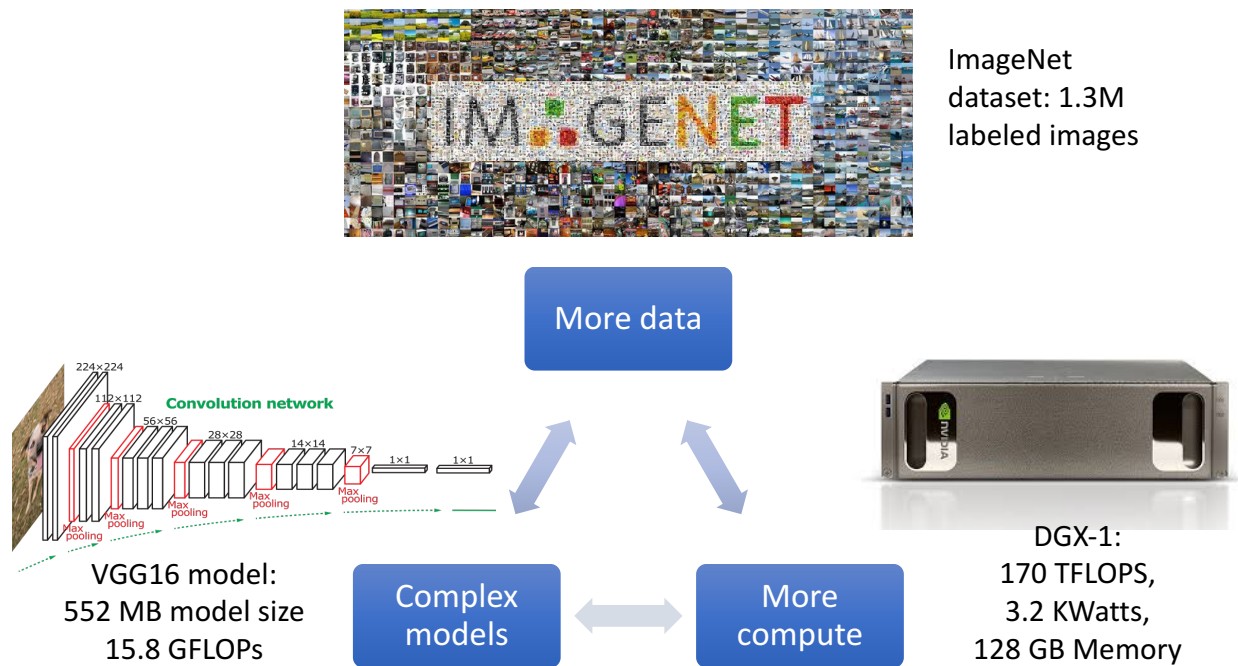 IMAGENET
ImageNet
dataset: 1.3M
labeled images
More data
224×224
112×112
56×56
28×28
14×14
7×7
1×1
1×1
Convolution network
Max
pooling
Max
pooling
Max
pooling
Max
pooling
Max
pooling
nVIDIA
VGG16 model:
552 MB model size
15.8 GFLOPs
Complex
models
More
compute
DGX-1:
170 TFLOPS,
3.2 KWatts,
128 GB Memory